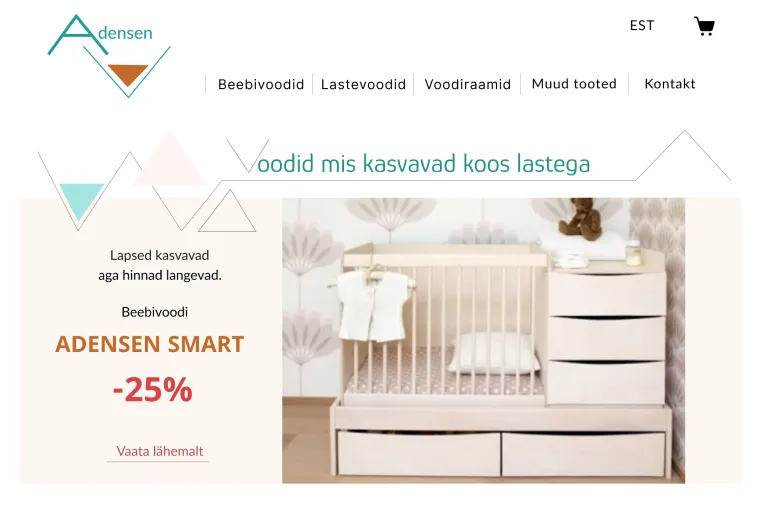 Adensen
EST
Beebivoodid
Lastevoodid
Voodiraamid
Muud tooted
Kontakt
Voodid mis kasvavad koos lastega
Lapsed kasvavad
aga hinnad langevad.
Beebivoodi
ADENSEN SMART
-25%
Vaata lähemalt